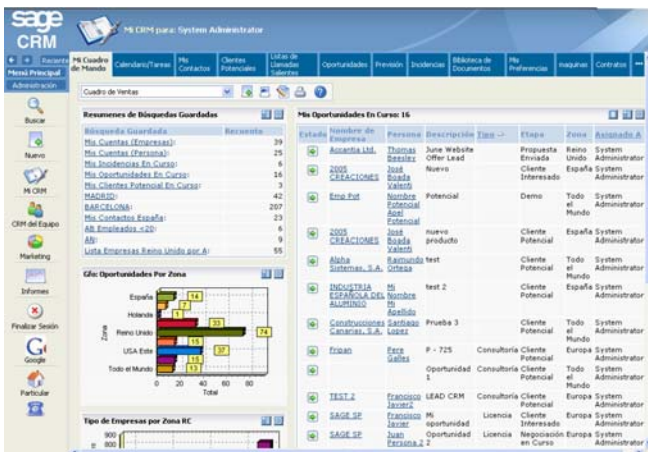 sage
CRM
Mi CRM para: System Administrator
Reciente
Mi Cuadro de Mando
Calendario/Tareas
Mis Contactos
Clientes Potenciales
Listas de Llamadas Salientes
Oportunidades
Previsión
Incidencias
Biblioteca de Documentos
Mis Preferencias
maquinas
Contratos
Menú Principal
Administración
Buscar
Nuevo
Mi CRM
CRM del Equipo
Marketing
Informes
Finalizar Sesión
Google
Particular
Cuadro de Ventas
Resumenes de Búsquedas Guardadas
Búsqueda Guardada Recuento
Mis Cuentas (Empresas): 39
Mis Cuentas (Persona): 25
Mis Incidencias En Curso: 6
Mis Oportunidades En Curso: 16
Mis Clientes Potencial En Curso: 3
MADRID: 42
BARCELONA: 207
Mis Contactos España: 23
AB Empleados <20: 6
AN: 9
Lista Empresas Reino Unido por A: 55
Gfio: Oportunidades Por Zona
Zona
España 14
7
Holanda 1
33
Reino Unido 74
15
USA Este 37
15
Todo el Mundo 13
0 20 40 60 80
Total
Tipo de Empresas por Zona RC
900
800
Mis Oportunidades En Curso: 16
Estado Nombre de Empresa Persona Descripción Tipo -> Etapa Zona Asignado A
Accantia Ltd. Thomas Beesley June Website Offer Lead Propuesta Enviada Reino Unido System Administrator
2005 CREACIONES José Boada Valenti Nuevo Cliente Interesado España System Administrator
Emp Pot Nombre Potencial Apel Potencial Potencial Demo Todo el Mundo System Administrator
2005 CREACIONES José Boada Valenti nuevo producto Cliente Potencial España System Administrator
Alpha Sistemas, S.A. Raimundo Ortega test Cliente Potencial Todo el Mundo System Administrator
INDUSTRIA ESPAÑOLA DEL ALUMINIO Mi Nombre Mi Apellido test 2 Cliente Potencial España System Administrator
Construcciones Canarias, S.A. Santiago Lopez Prueba 3 Cliente Potencial Todo el Mundo System Administrator
Fripan Pere Galles P - 725 Consultoría Cliente Potencial Europa System Administrator
Oportunidad 1 Consultoría Cliente Potencial Todo el Mundo System Administrator
TEST 2 Francisco Javier2 LEAD CRM Consultoría Cliente Potencial Europa System Administrator
SAGE SP Francisco Javier Mi oportunidad Licencia Cliente Interesado Europa System Administrator
SAGE SP Juan Persona 2 Oportunidad 2 Licencia Negociación en Curso Europa System Administrator